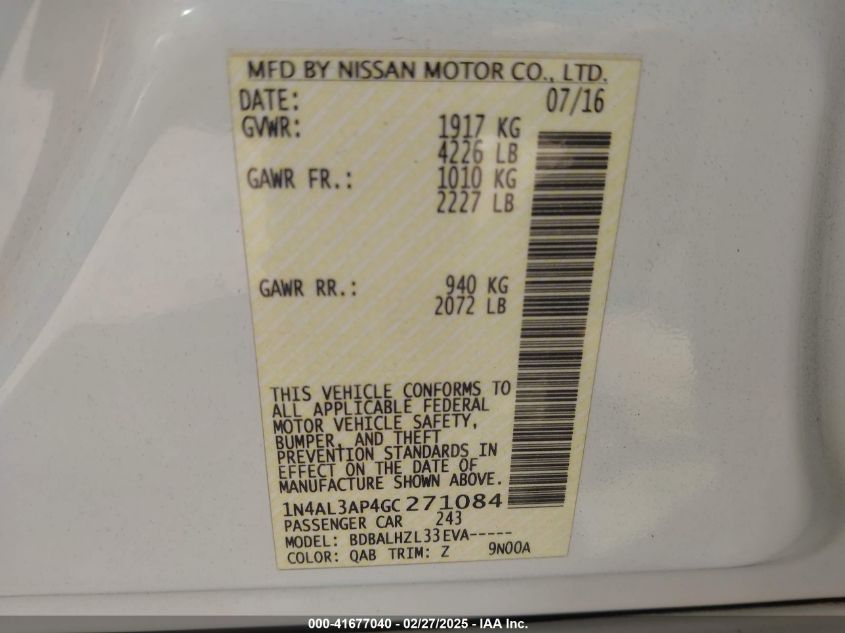 MFD BY NISSAN MOTOR CO., LTD.
DATE: 07/16
GVWR: 1917 KG
4226 LB
GAWR FR.: 1010 KG
2227 LB
GAWR RR.: 940 KG
2072 LB
THIS VEHICLE CONFORMS TO
ALL APPLICABLE FEDERAL
MOTOR VEHICLE SAFETY,
BUMPER, AND THEFT
PREVENTION STANDARDS IN
EFFECT ON THE DATE OF
MANUFACTURE SHOWN ABOVE.
1N4AL3AP4GC271084
PASSENGER CAR 243
MODEL: BDBALHZL33EVA-----
COLOR: QAB TRIM: Z 9N00A
000-41677040 - 02/27/2025 - IAA Inc.